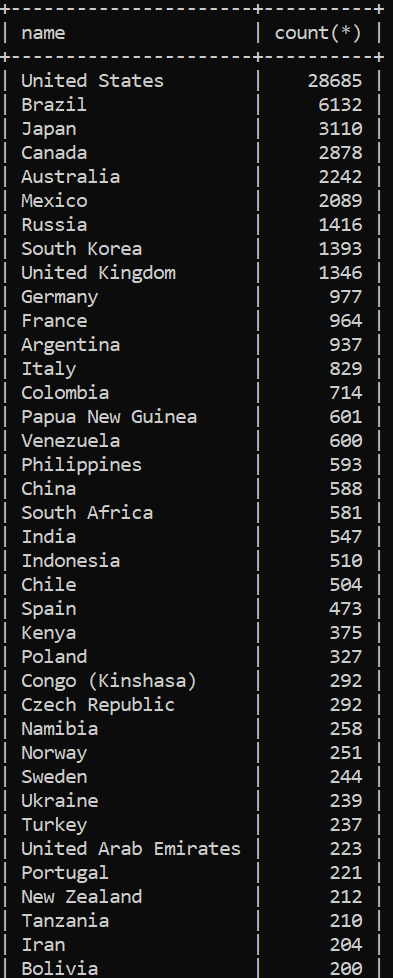 +----------------------+----------+
| name                 | count(*) |
+----------------------+----------+
| United States        |    28685 |
| Brazil               |     6132 |
| Japan                |     3110 |
| Canada               |     2878 |
| Australia            |     2242 |
| Mexico               |     2089 |
| Russia               |     1416 |
| South Korea          |     1393 |
| United Kingdom       |     1346 |
| Germany              |      977 |
| France               |      964 |
| Argentina            |      937 |
| Italy                |      829 |
| Colombia             |      714 |
| Papua New Guinea     |      601 |
| Venezuela            |      600 |
| Philippines          |      593 |
| China                |      588 |
| South Africa         |      581 |
| India                |      547 |
| Indonesia            |      510 |
| Chile                |      504 |
| Spain                |      473 |
| Kenya                |      375 |
| Poland               |      327 |
| Congo (Kinshasa)     |      292 |
| Czech Republic       |      292 |
| Namibia              |      258 |
| Norway               |      251 |
| Sweden               |      244 |
| Ukraine              |      239 |
| Turkey               |      237 |
| United Arab Emirates |      223 |
| Portugal             |      221 |
| New Zealand          |      212 |
| Tanzania             |      210 |
| Iran                 |      204 |
| Bolivia              |      200 |